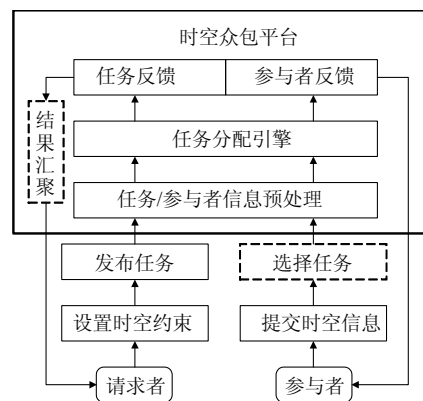 时空众包平台
任务反馈
参与者反馈
结果汇聚
任务分配引擎
任务/参与者信息预处理
发布任务
选择任务
设置时空约束
提交时空信息
请求者
参与者